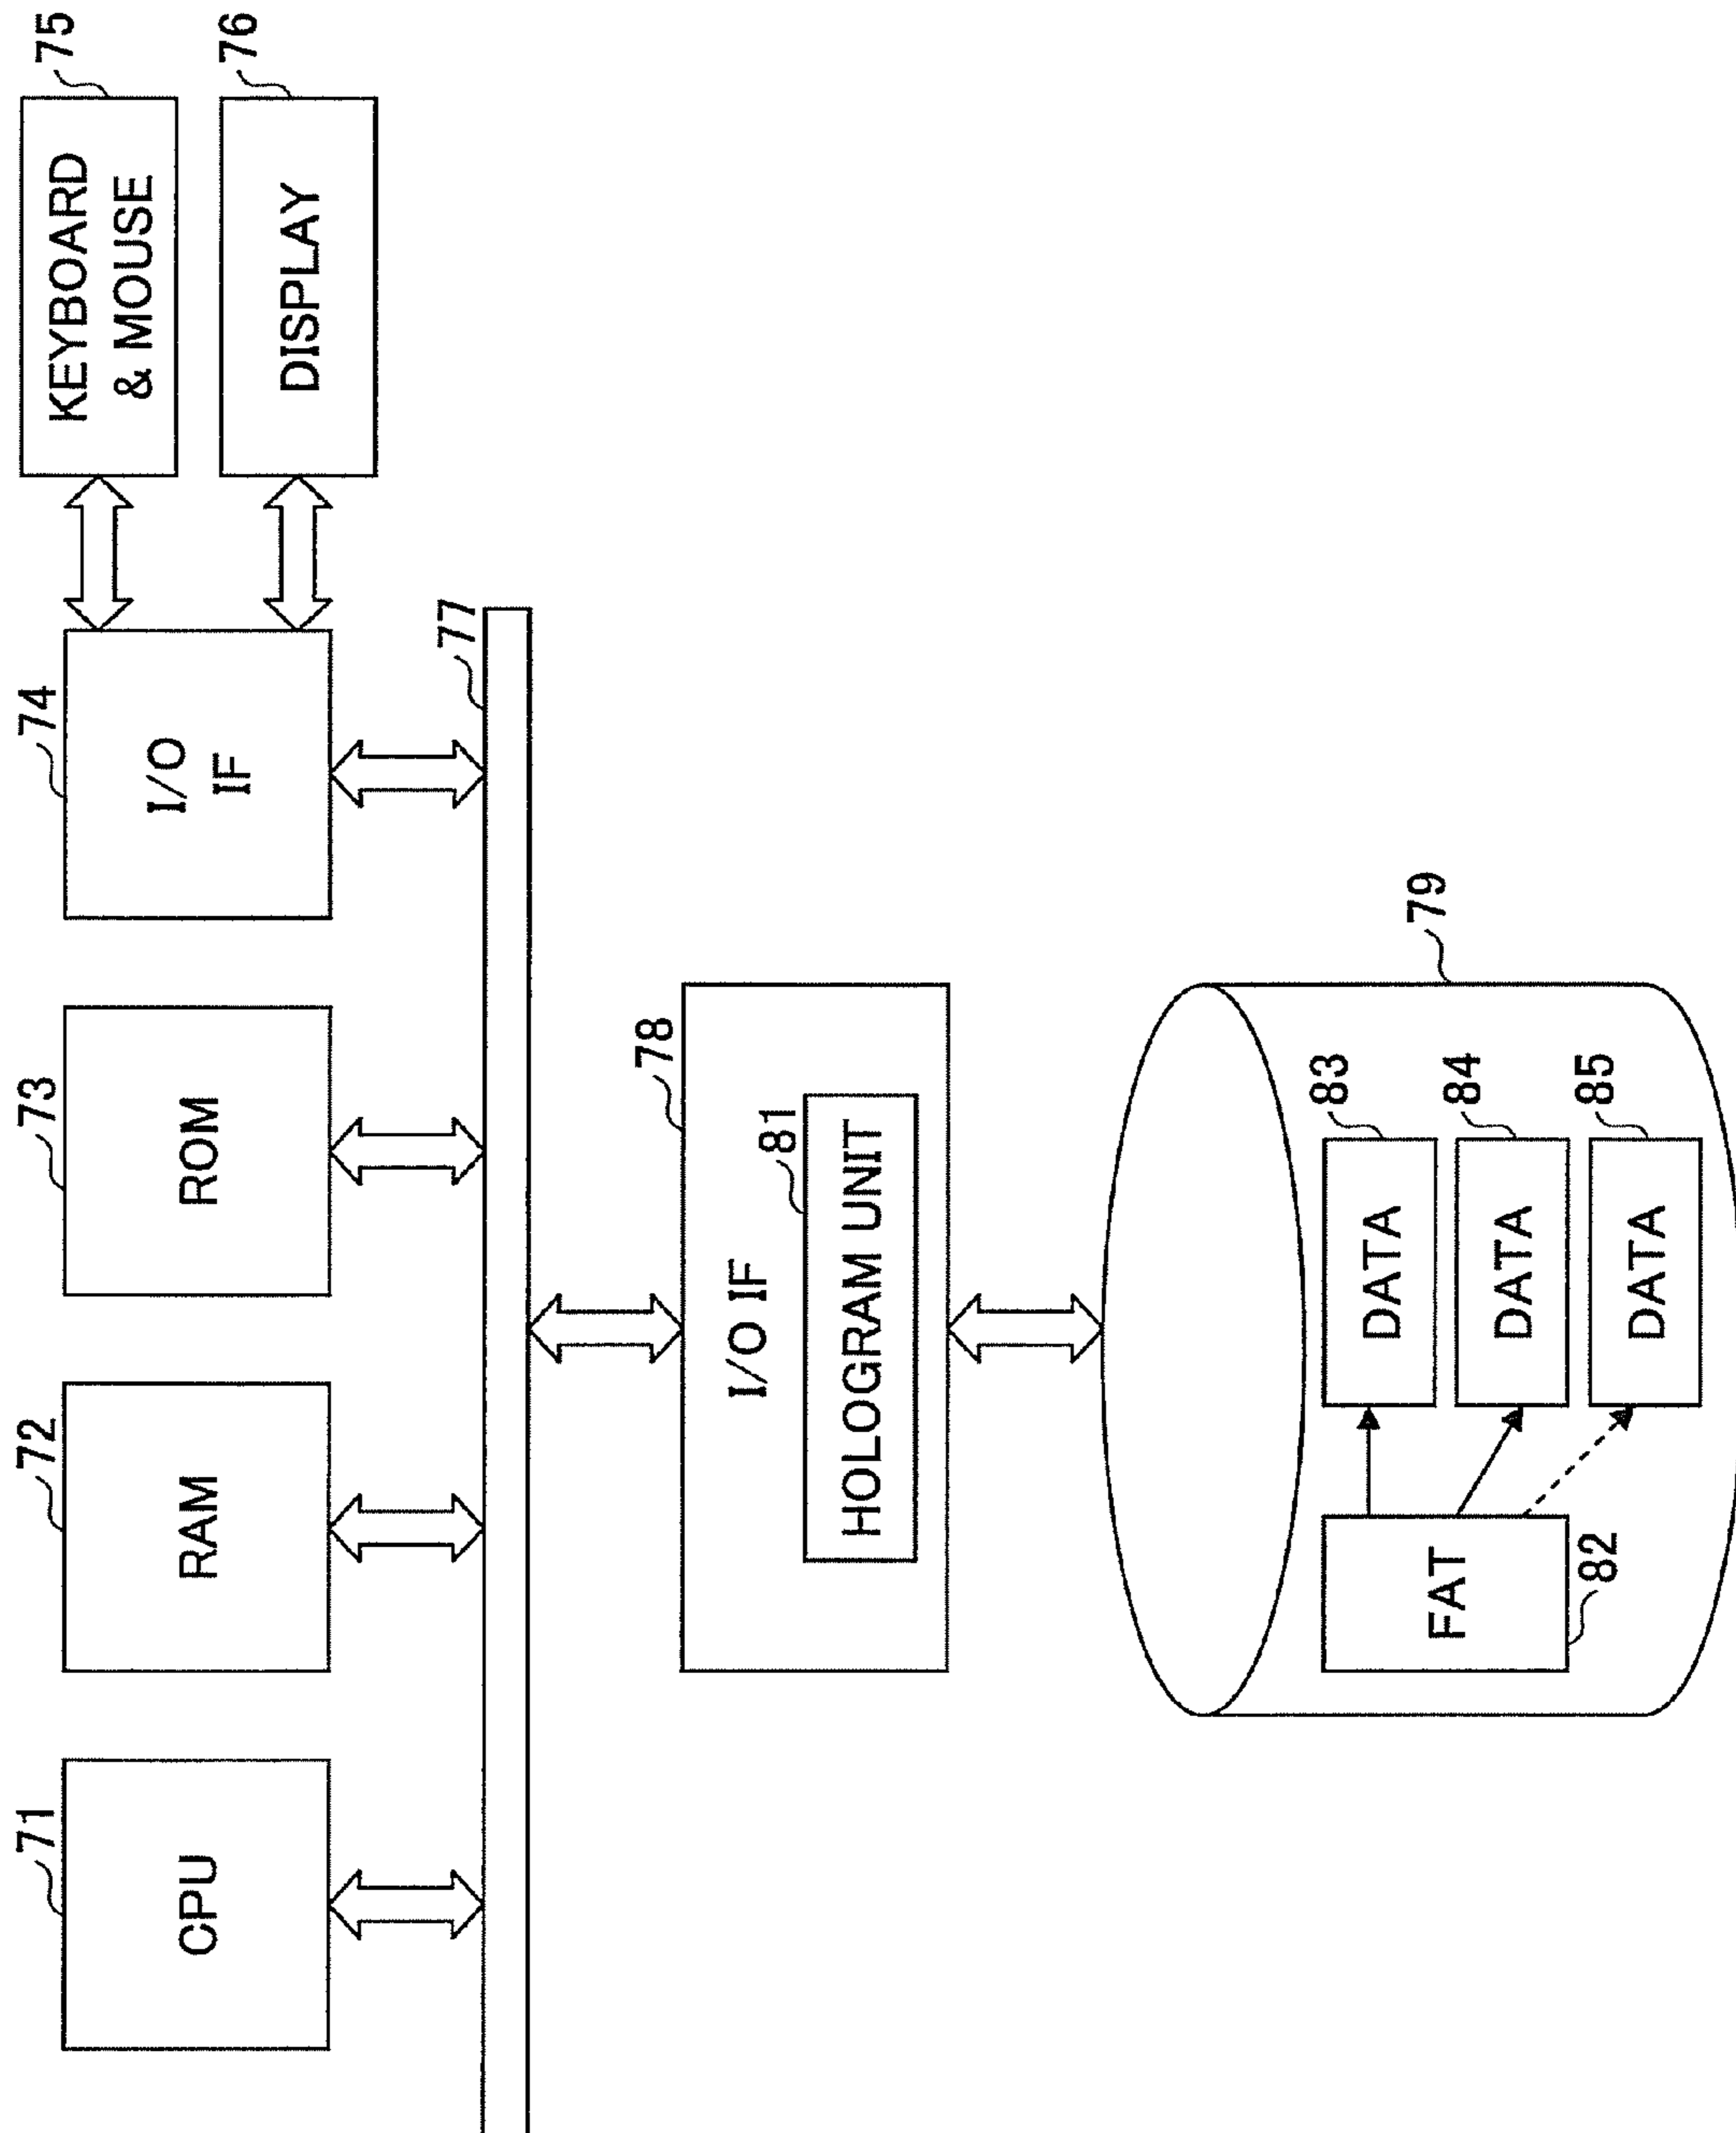 71
CPU
72
RAM
73
ROM
74
I/O
IF
75
KEYBOARD
& MOUSE
76
DISPLAY
77
78
I/O IF
81
HOLOGRAM UNIT
79
FAT
82
DATA
83
DATA
84
DATA
85